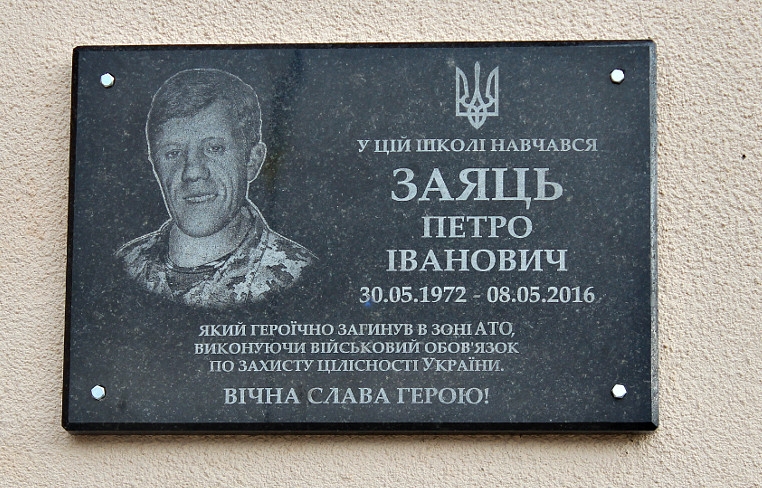 У ЦІЙ ШКОЛІ НАВЧАВСЯ
ЗАЯЦЬ
ПЕТРО
ІВАНОВИЧ
30.05.1972 - 08.05.2016
ЯКИЙ ГЕРОЇЧНО ЗАГИНУВ В ЗОНІ АТО,
ВИКОНУЮЧИ ВІЙСЬКОВИЙ ОБОВ'ЯЗОК
ПО ЗАХИСТУ ЦІЛІСНОСТІ УКРАЇНИ.
ВІЧНА СЛАВА ГЕРОЮ!